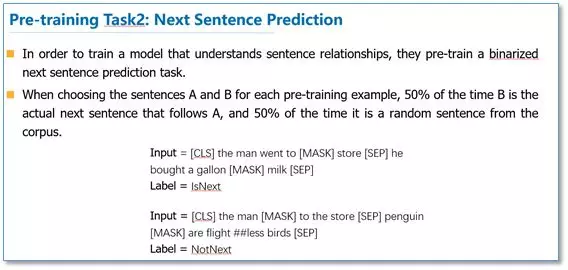 Pre-training Task2: Next Sentence Prediction
In order to train a model that understands sentence relationships, they pre-train a binarized
next sentence prediction task.
When choosing the sentences A and B for each pre-training example, 50% of the time B is the
actual next sentence that follows A, and 50% of the time it is a random sentence from the
corpus.
Input = [CLS] the man went to [MASK] store [SEP] he
bought a gallon [MASK] milk [SEP]
Label = IsNext
Input = [CLS] the man [MASK] to the store [SEP] penguin
[MASK] are flight ##less birds [SEP]
Label = NotNext